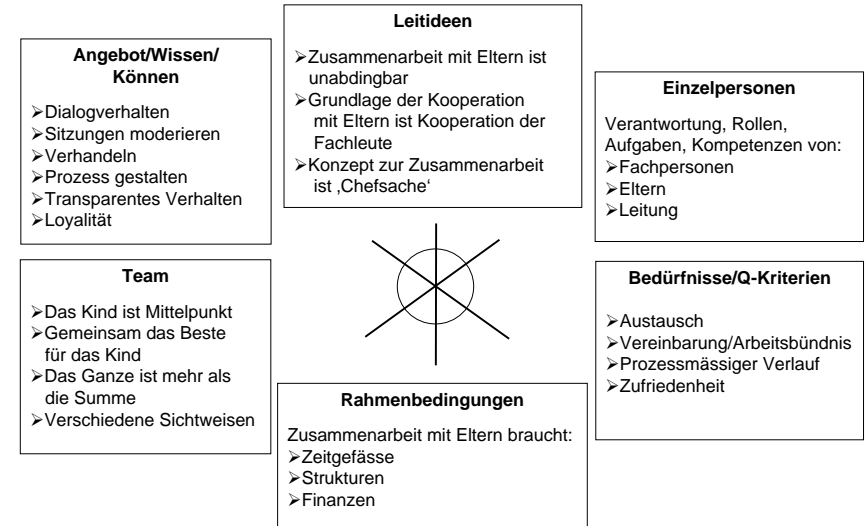 Leitideen
➢Zusammenarbeit mit Eltern ist
unabdingbar
➢Grundlage der Kooperation
mit Eltern ist Kooperation der
Fachleute
➢Konzept zur Zusammenarbeit
ist ‚Chefsache‘
Angebot/Wissen/
Können
➢Dialogverhalten
➢Sitzungen moderieren
➢Verhandeln
➢Prozess gestalten
➢Transparentes Verhalten
➢Loyalität
Einzelpersonen
Verantwortung, Rollen,
Aufgaben, Kompetenzen von:
➢Fachpersonen
➢Eltern
➢Leitung
Team
➢Das Kind ist Mittelpunkt
➢Gemeinsam das Beste
für das Kind
➢Das Ganze ist mehr als
die Summe
➢Verschiedene Sichtweisen
Bedürfnisse/Q-Kriterien
➢Austausch
➢Vereinbarung/Arbeitsbündnis
➢Prozessmässiger Verlauf
➢Zufriedenheit
Rahmenbedingungen
Zusammenarbeit mit Eltern braucht:
➢Zeitgefässe
➢Strukturen
➢Finanzen